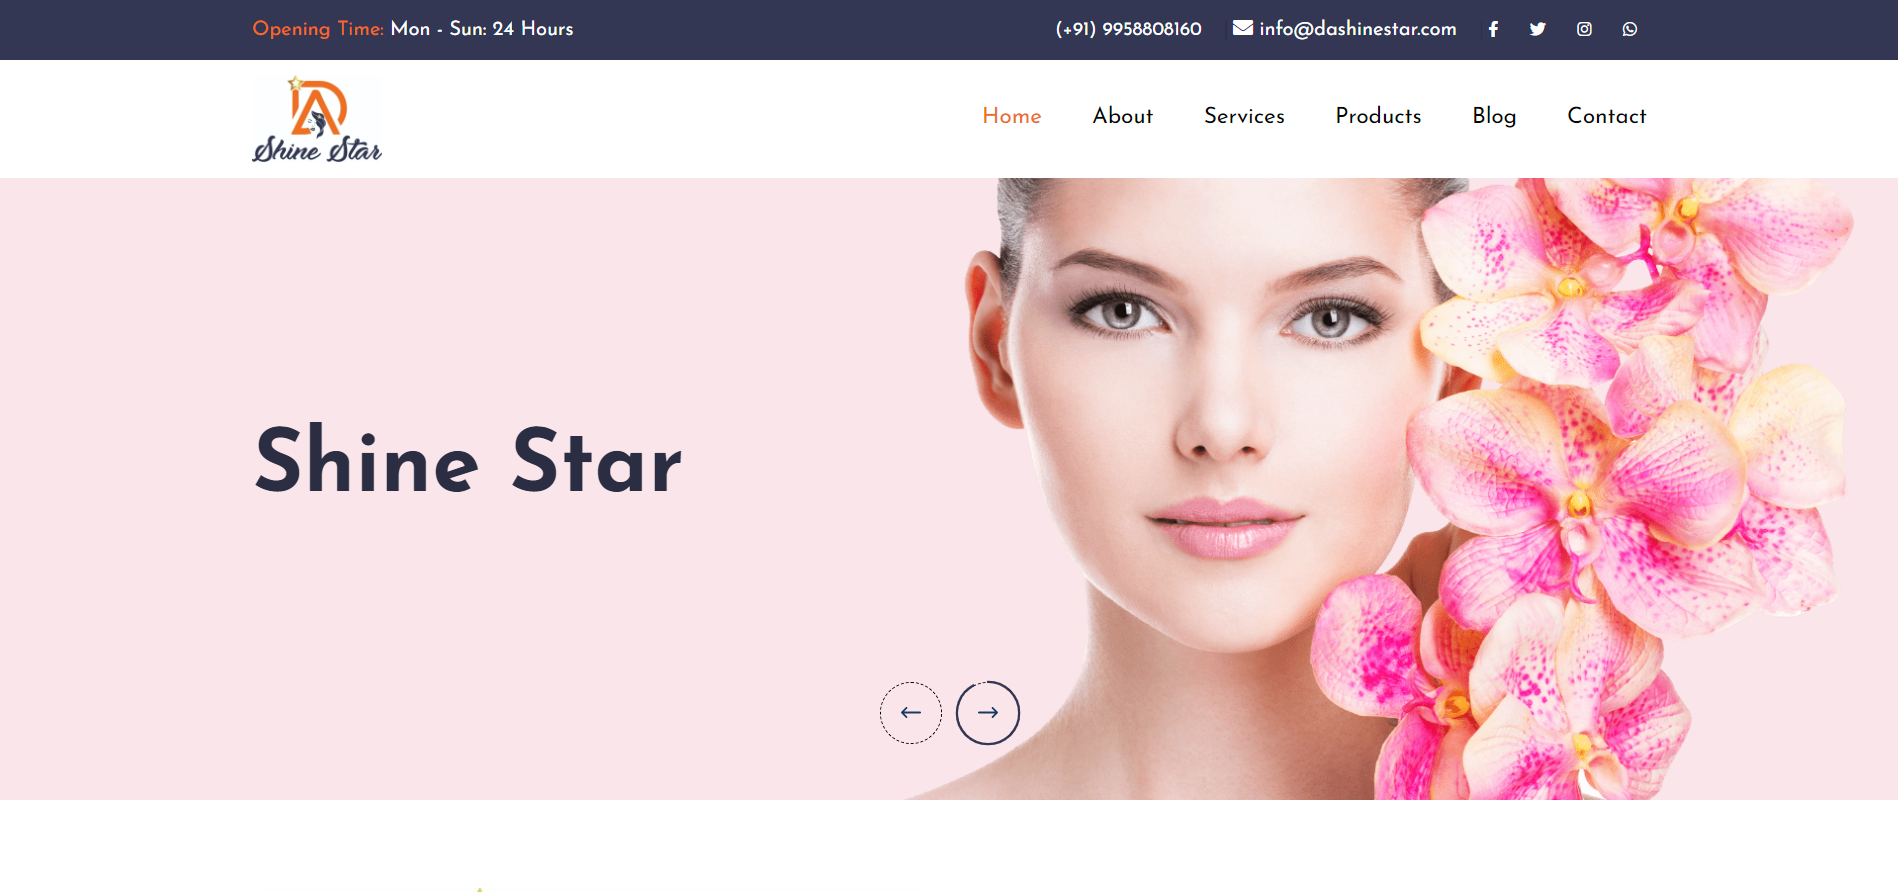 Opening Time: Mon - Sun: 24 Hours
(+91) 9958808160
info@dashinestar.com
DA
Shine Star
Home
About
Services
Products
Blog
Contact
Shine Star